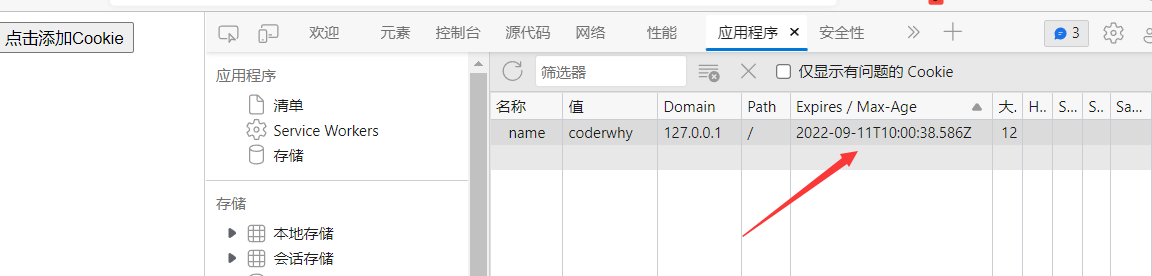 点击添加Cookie
欢迎 元素 控制台 源代码 网络 性能 应用程序 安全性 3
应用程序
清单
Service Workers
存储
存储
本地存储
会话存储
筛选器 仅显示有问题的 Cookie
名称 值 Domain Path Expires / Max-Age 大. H... S... S.. Sa...
name coderwhy 127.0.0.1 / 2022-09-11T10:00:38.586Z 12